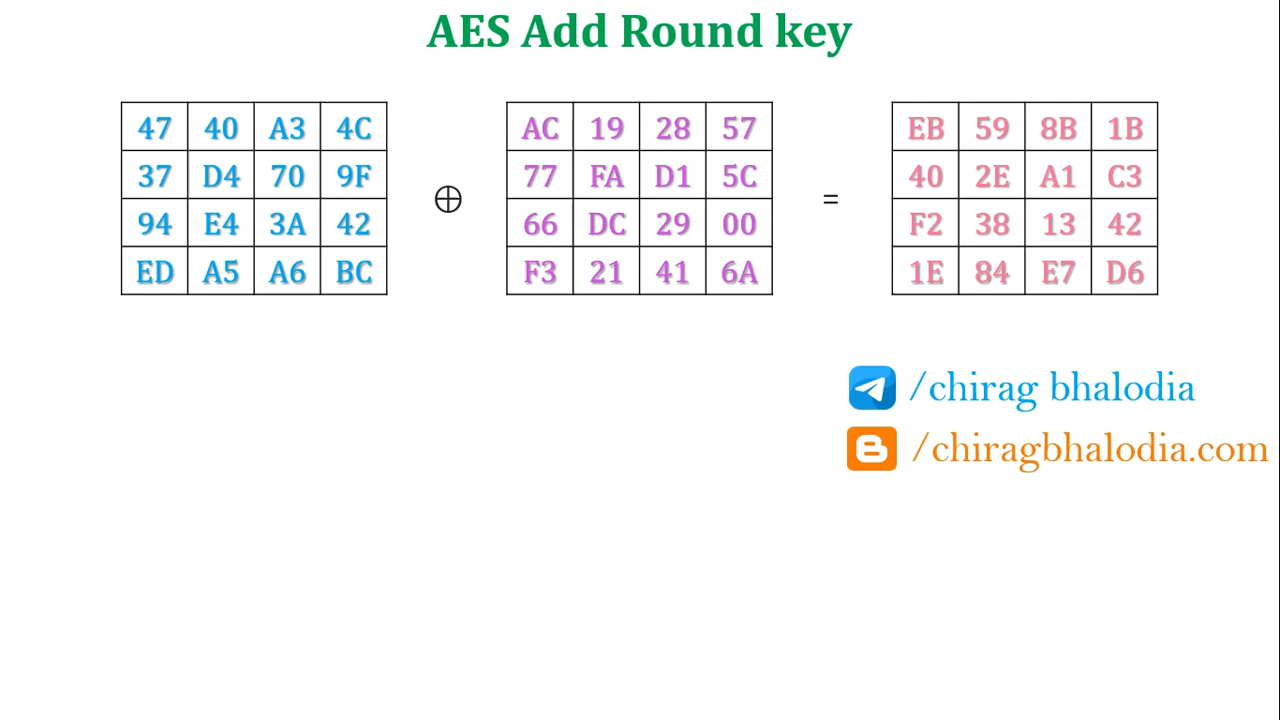 AES Add Round key
47 40 A3 4C AC 19 28 57 EB 59 8B 1B
37 D4 70 9F 77 FA D1 5C 40 2E A1 C3
⊕ =
94 E4 3A 42 66 DC 29 00 F2 38 13 42
ED A5 A6 BC F3 21 41 6A 1E 84 E7 D6
/chirag bhalodia
/chiragbhalodia.com